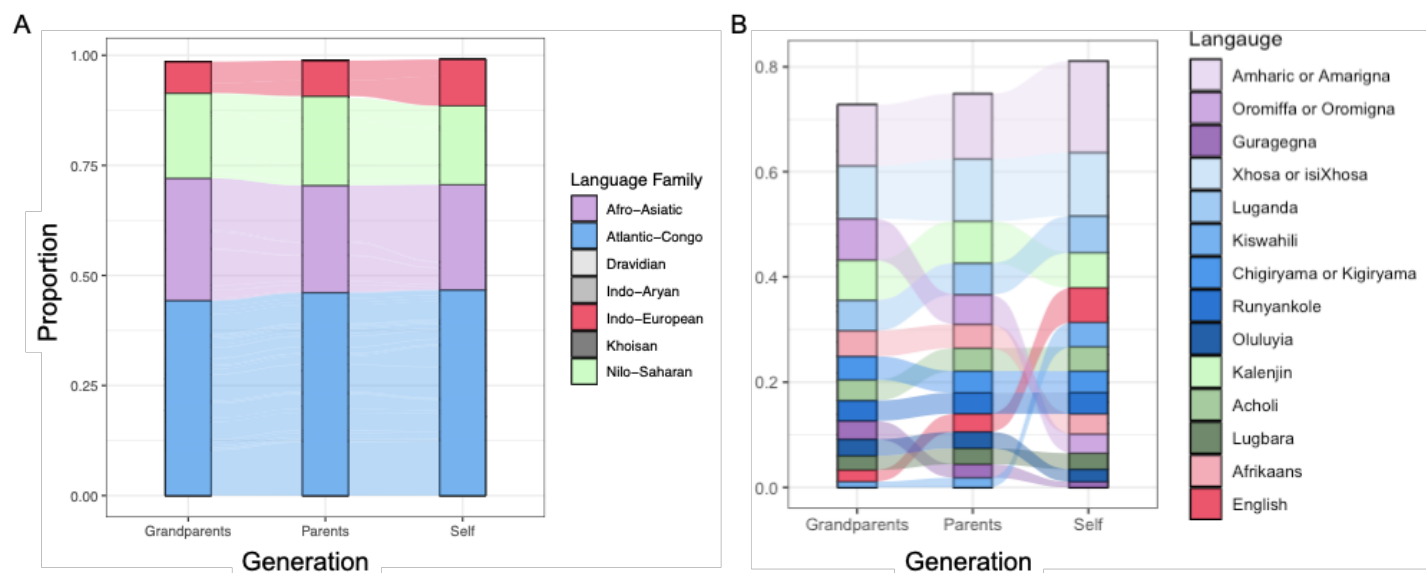 A
1.00
0.75
0.50
0.25
0.00
Proportion
Grandparents
Parents
Self
Generation
Language Family
Afro-Asiatic
Atlantic-Congo
Dravidian
Indo-Aryan
Indo-European
Khoisan
Nilo-Saharan
B
0.8
0.6
0.4
0.2
0.0
Grandparents
Parents
Self
Generation
Langauge
Amharic or Amarigna
Oromiffa or Oromigna
Guragegna
Xhosa or isiXhosa
Luganda
Kiswahili
Chigiryama or Kigiryama
Runyankole
Oluluyia
Kalenjin
Acholi
Lugbara
Afrikaans
English